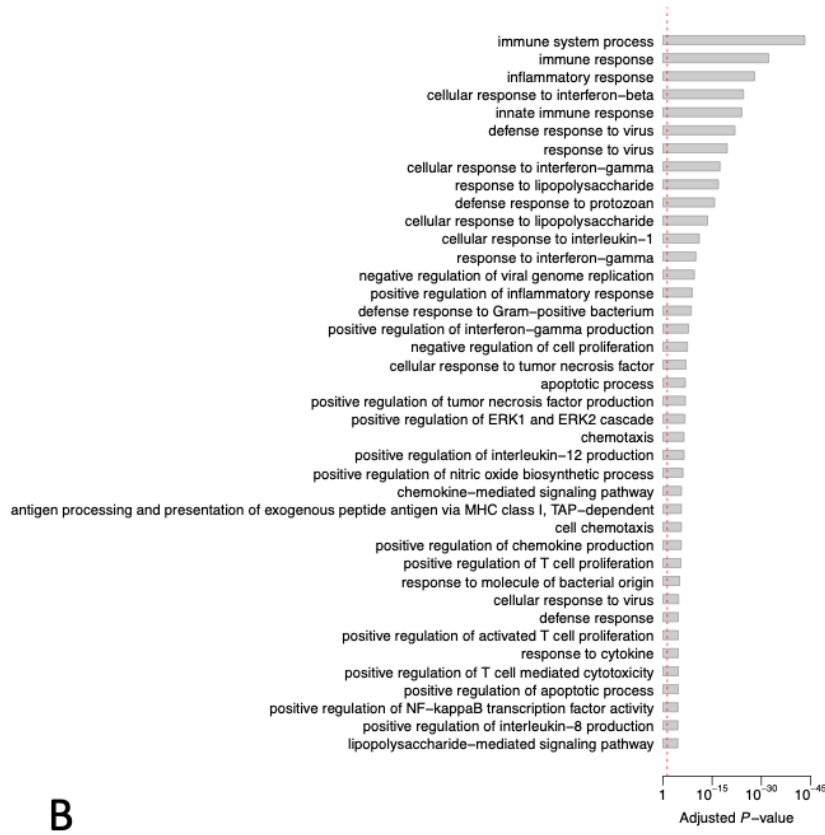 immune system process
immune response
inflammatory response
cellular response to interferon−beta
innate immune response
defense response to virus
response to virus
cellular response to interferon−gamma
response to lipopolysaccharide
defense response to protozoan
cellular response to lipopolysaccharide
cellular response to interleukin−1
response to interferon−gamma
negative regulation of viral genome replication
positive regulation of inflammatory response
defense response to Gram−positive bacterium
positive regulation of interferon−gamma production
negative regulation of cell proliferation
cellular response to tumor necrosis factor
apoptotic process
positive regulation of tumor necrosis factor production
positive regulation of ERK1 and ERK2 cascade
chemotaxis
positive regulation of interleukin−12 production
positive regulation of nitric oxide biosynthetic process
chemokine−mediated signaling pathway
antigen processing and presentation of exogenous peptide antigen via MHC class I, TAP−dependent
cell chemotaxis
positive regulation of chemokine production
positive regulation of T cell proliferation
response to molecule of bacterial origin
cellular response to virus
defense response
positive regulation of activated T cell proliferation
response to cytokine
positive regulation of T cell mediated cytotoxicity
positive regulation of apoptotic process
positive regulation of NF−kappaB transcription factor activity
positive regulation of interleukin−8 production
lipopolysaccharide−mediated signaling pathway
1 10⁻¹⁵ 10⁻³⁰ 10⁻⁴⁵
Adjusted P−value
B